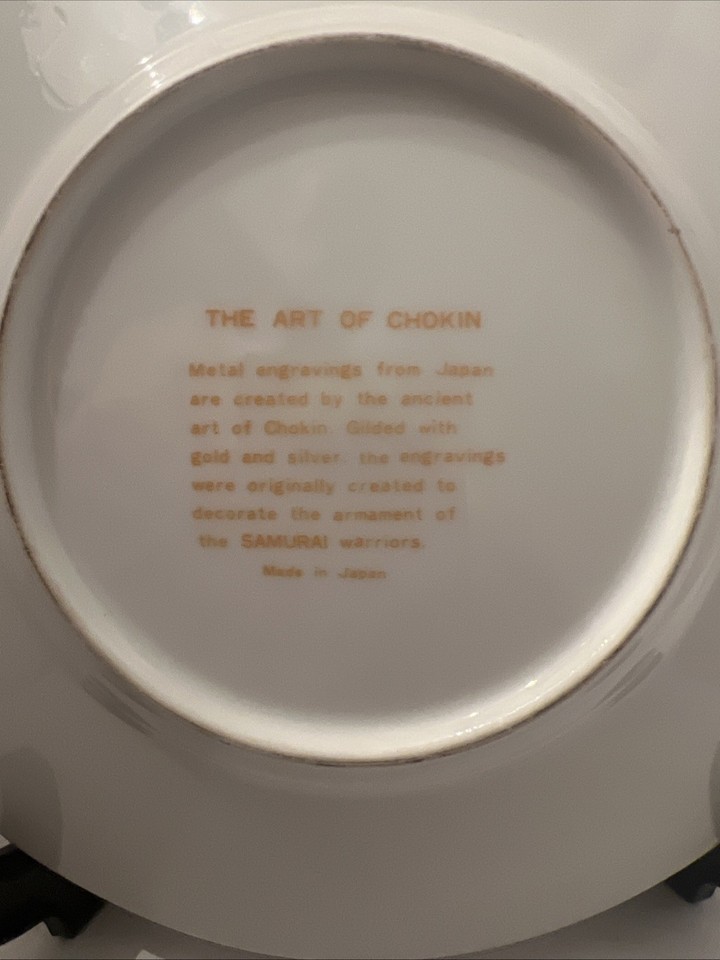 THE ART OF CHOKIN
Metal engravings from Japan
are created by the ancient
art of Chokin. Gilded with
gold and silver. the engravings
were originally created to
decorate the armament of
the SAMURAI warriors.
Made in Japan